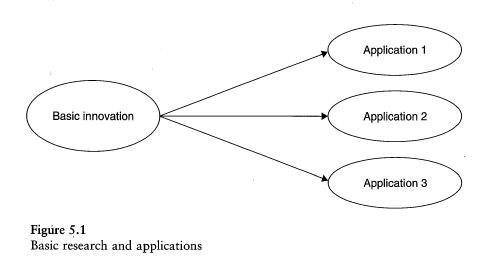 Application 1
Basic innovation
Application 2
Application 3
Figure 5.1
Basic research and applications